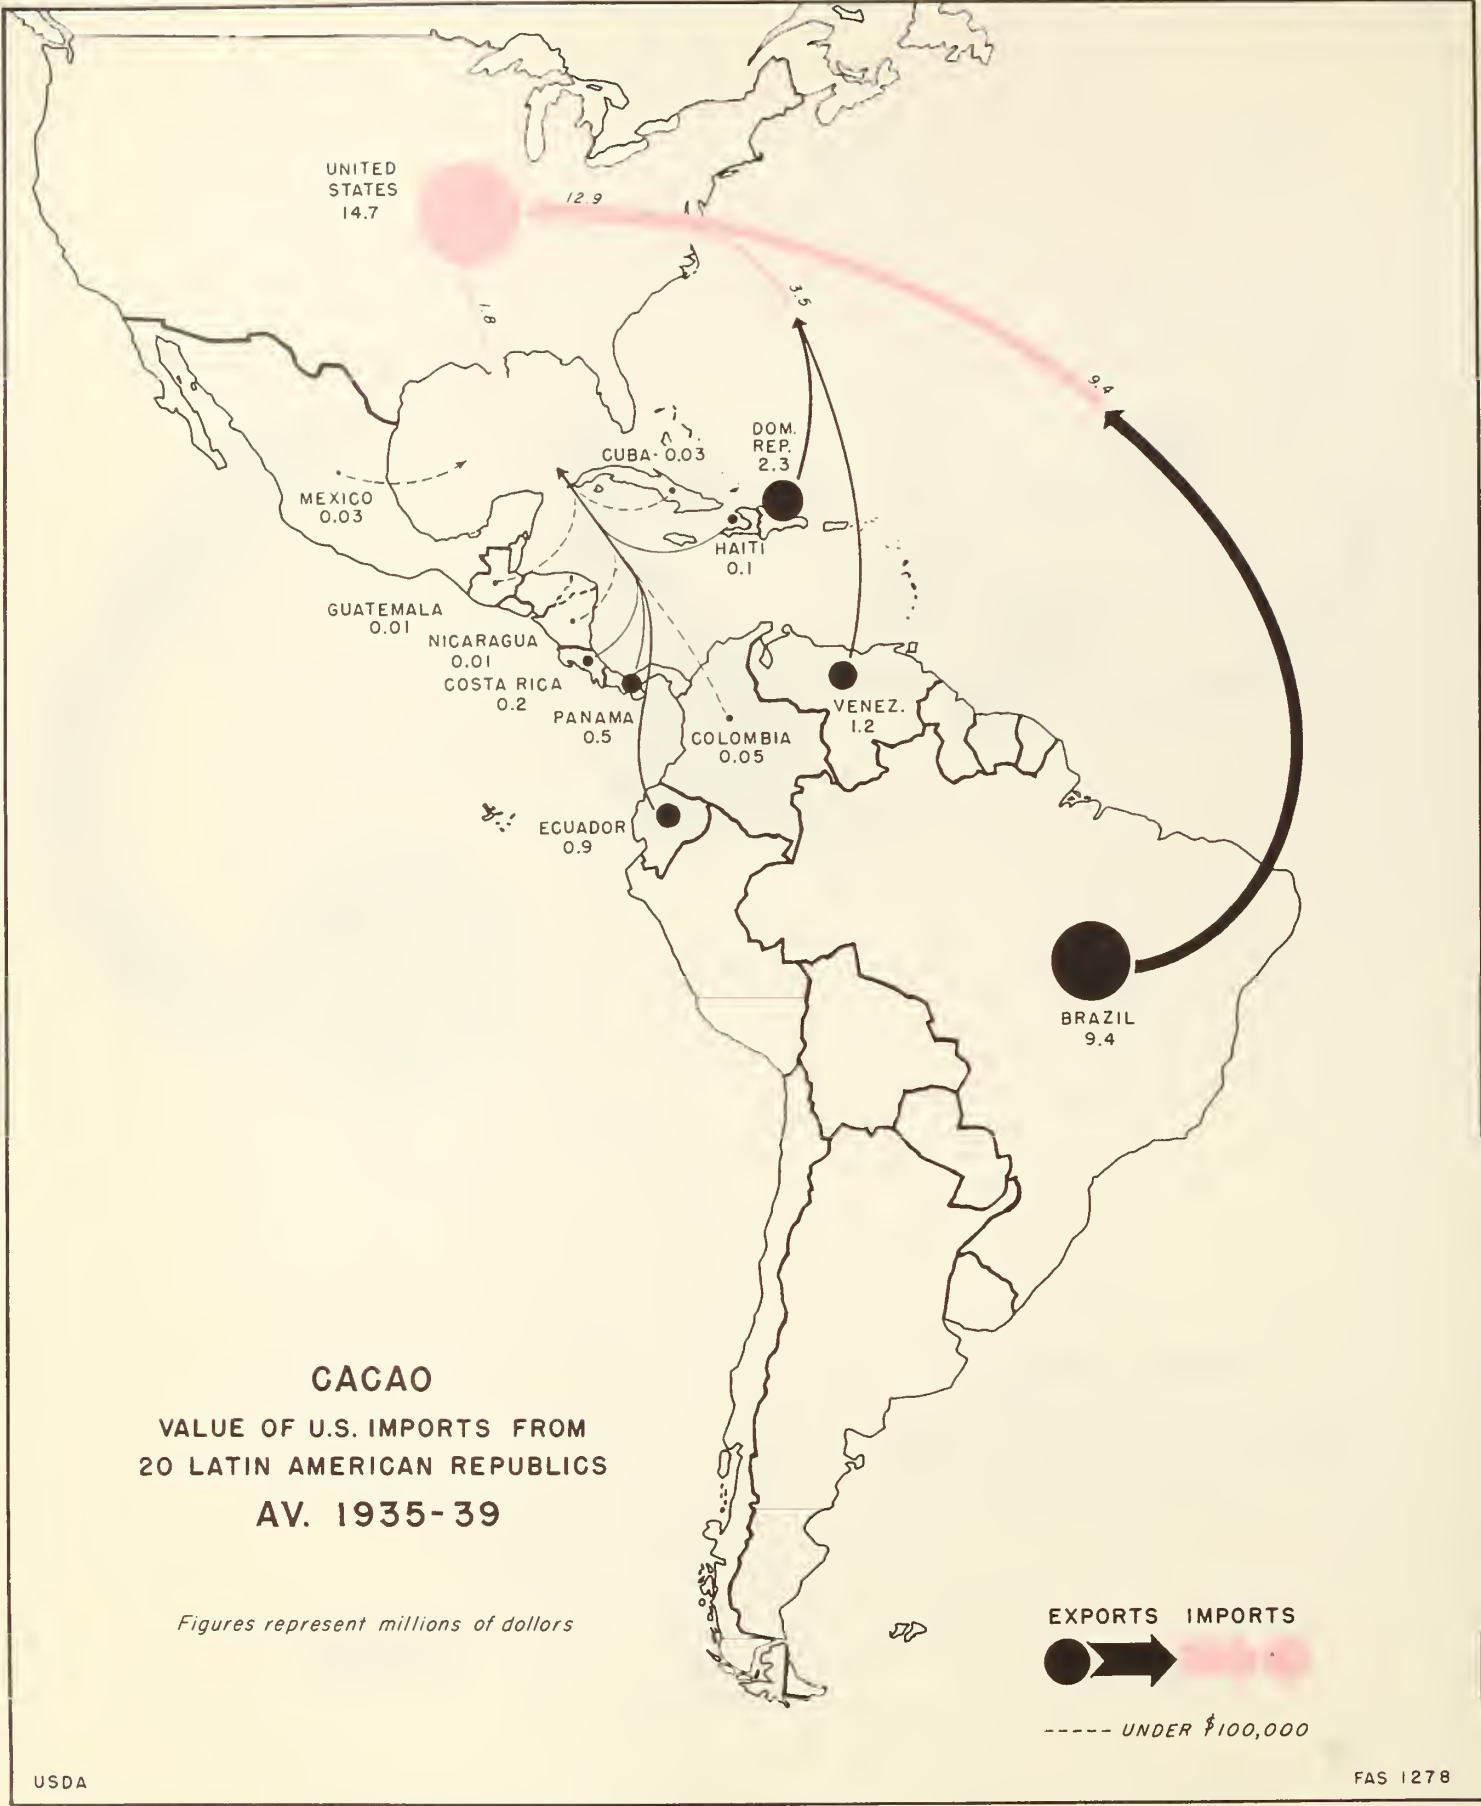 UNITED
STATES
14.7
12.9
1.8
3.5
9.4
DOM.
REP.
2.3
CUBA- 0.03
MEXICO
0.03
HAITI
0.1
GUATEMALA
0.01
NICARAGUA
0.01
COSTA RICA
0.2
PANAMA
0.5
COLOMBIA
0.05
VENEZ.
1.2
ECUADOR
0.9
BRAZIL
9.4
CACAO
VALUE OF U.S. IMPORTS FROM
20 LATIN AMERICAN REPUBLICS
AV. 1935-39
Figures represent millions of dollors
EXPORTS IMPORTS
----- UNDER $100,000
USDA
FAS 1278